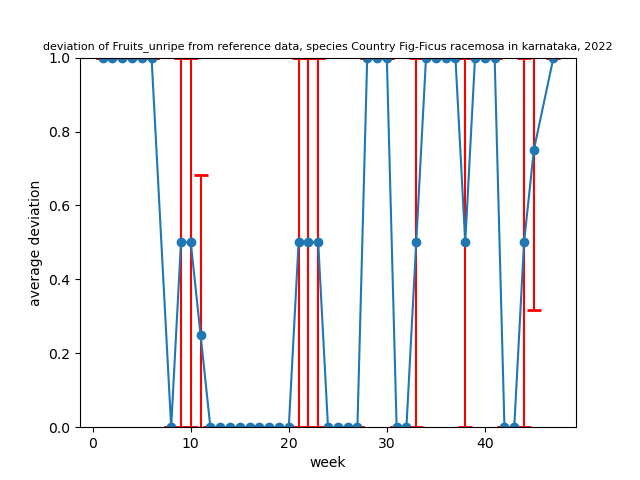 deviation of Fruits_unripe from reference data, species Country Fig-Ficus racemosa in karnataka, 2022
1.0
0.8
0.6
0.4
0.2
0.0
average deviation
0 10 20 30 40
week